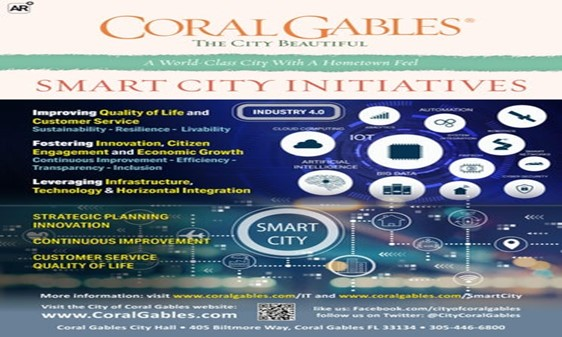 AR
CORAL GABLES®
THE CITY BEAUTIFUL
A World-Class City With A Hometown Feel
SMART CITY INITIATIVES
Improving Quality of Life and
Customer Service
Sustainability - Resilience - Livability
Fostering Innovation, Citizen
Engagement and Economic Growth
Continuous Improvement - Efficiency -
Transparency - Inclusion
Leveraging Infrastructure,
Technology & Horizontal Integration
INDUSTRY 4.0
AUTOMATION
CLOUD COMPUTING
IOT
SYSTEM
INTEGRATION
ROBOTICS
ARTIFICIAL
INTELLIGENCE
BIG DATA
CYBER SECURITY
STRATEGIC PLANNING
INNOVATION
CONTINUOUS IMPROVEMENT
CUSTOMER SERVICE
QUALITY OF LIFE
SMART
CITY
More information: visit www.coralgables.com/IT and www.coralgables.com/SmartCity
Visit the City of Coral Gables website:
www.CoralGables.com
like us: Facebook.com/cityofcoralgables
follow us on Twitter: @CityCoralGables
Coral Gables City Hall • 405 Biltmore Way, Coral Gables FL 33134 • 305-446-6800